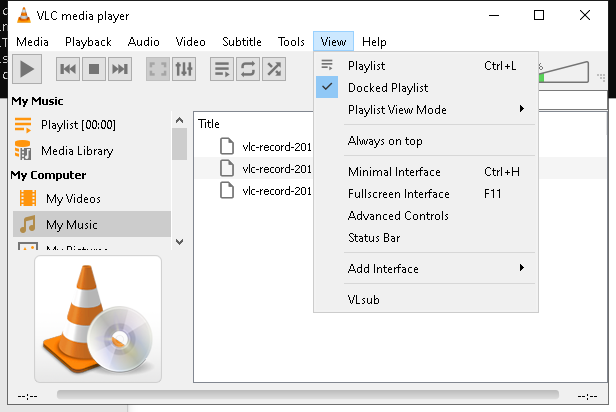 VLC media player
Media Playback Audio Video Subtitle Tools View Help
My Music
Playlist [00:00]
Media Library
My Computer
My Videos
My Music
My Pictures
Title
vlc-record-201
vlc-record-201
vlc-record-201
Playlist Ctrl+L
Docked Playlist
Playlist View Mode
Always on top
Minimal Interface Ctrl+H
Fullscreen Interface F11
Advanced Controls
Status Bar
Add Interface
VLsub
%
--:-- --:--